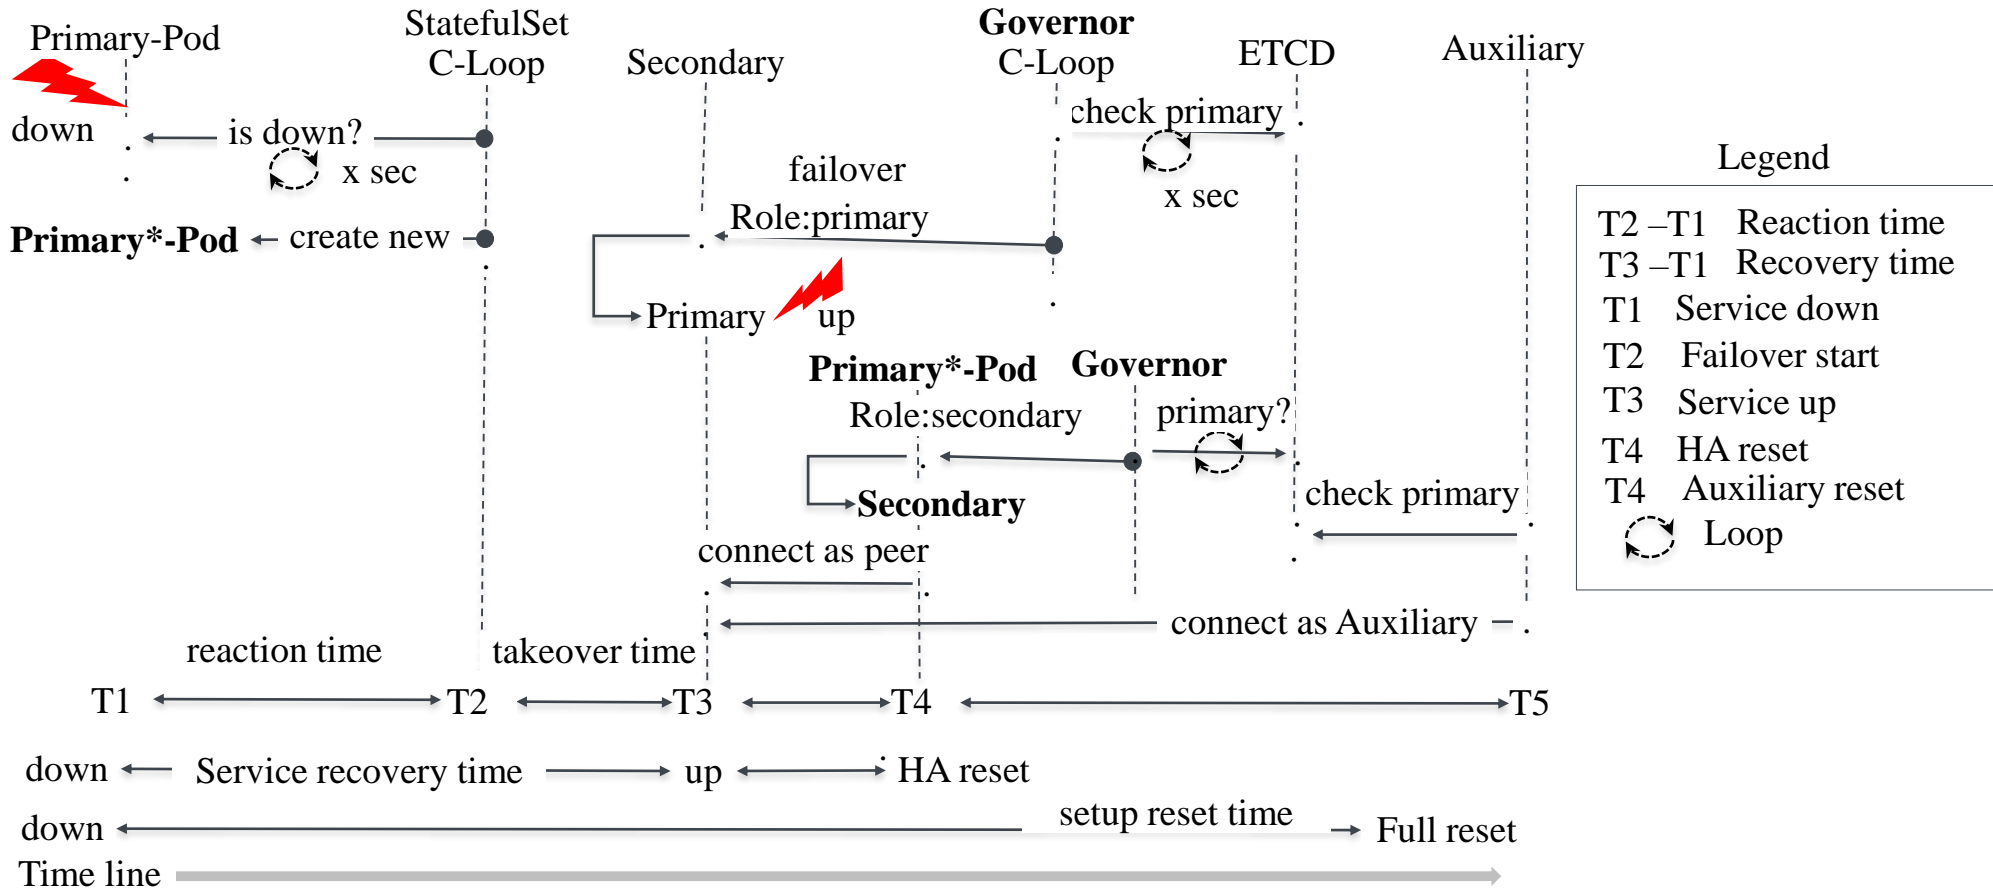 Primary-Pod
StatefulSet
C-Loop
Secondary
Governor
C-Loop
ETCD
Auxiliary
down
is down?
x sec
check primary
x sec
failover
Role:primary
Primary*-Pod
create new
Primary
up
Primary*-Pod
Governor
Role:secondary
primary?
Secondary
check primary
connect as peer
connect as Auxiliary
reaction time
takeover time
T1
T2
T3
T4
T5
down
Service recovery time
up
HA reset
down
setup reset time
Full reset
Time line
Legend
T2 –T1 Reaction time
T3 –T1 Recovery time
T1 Service down
T2 Failover start
T3 Service up
T4 HA reset
T4 Auxiliary reset
Loop